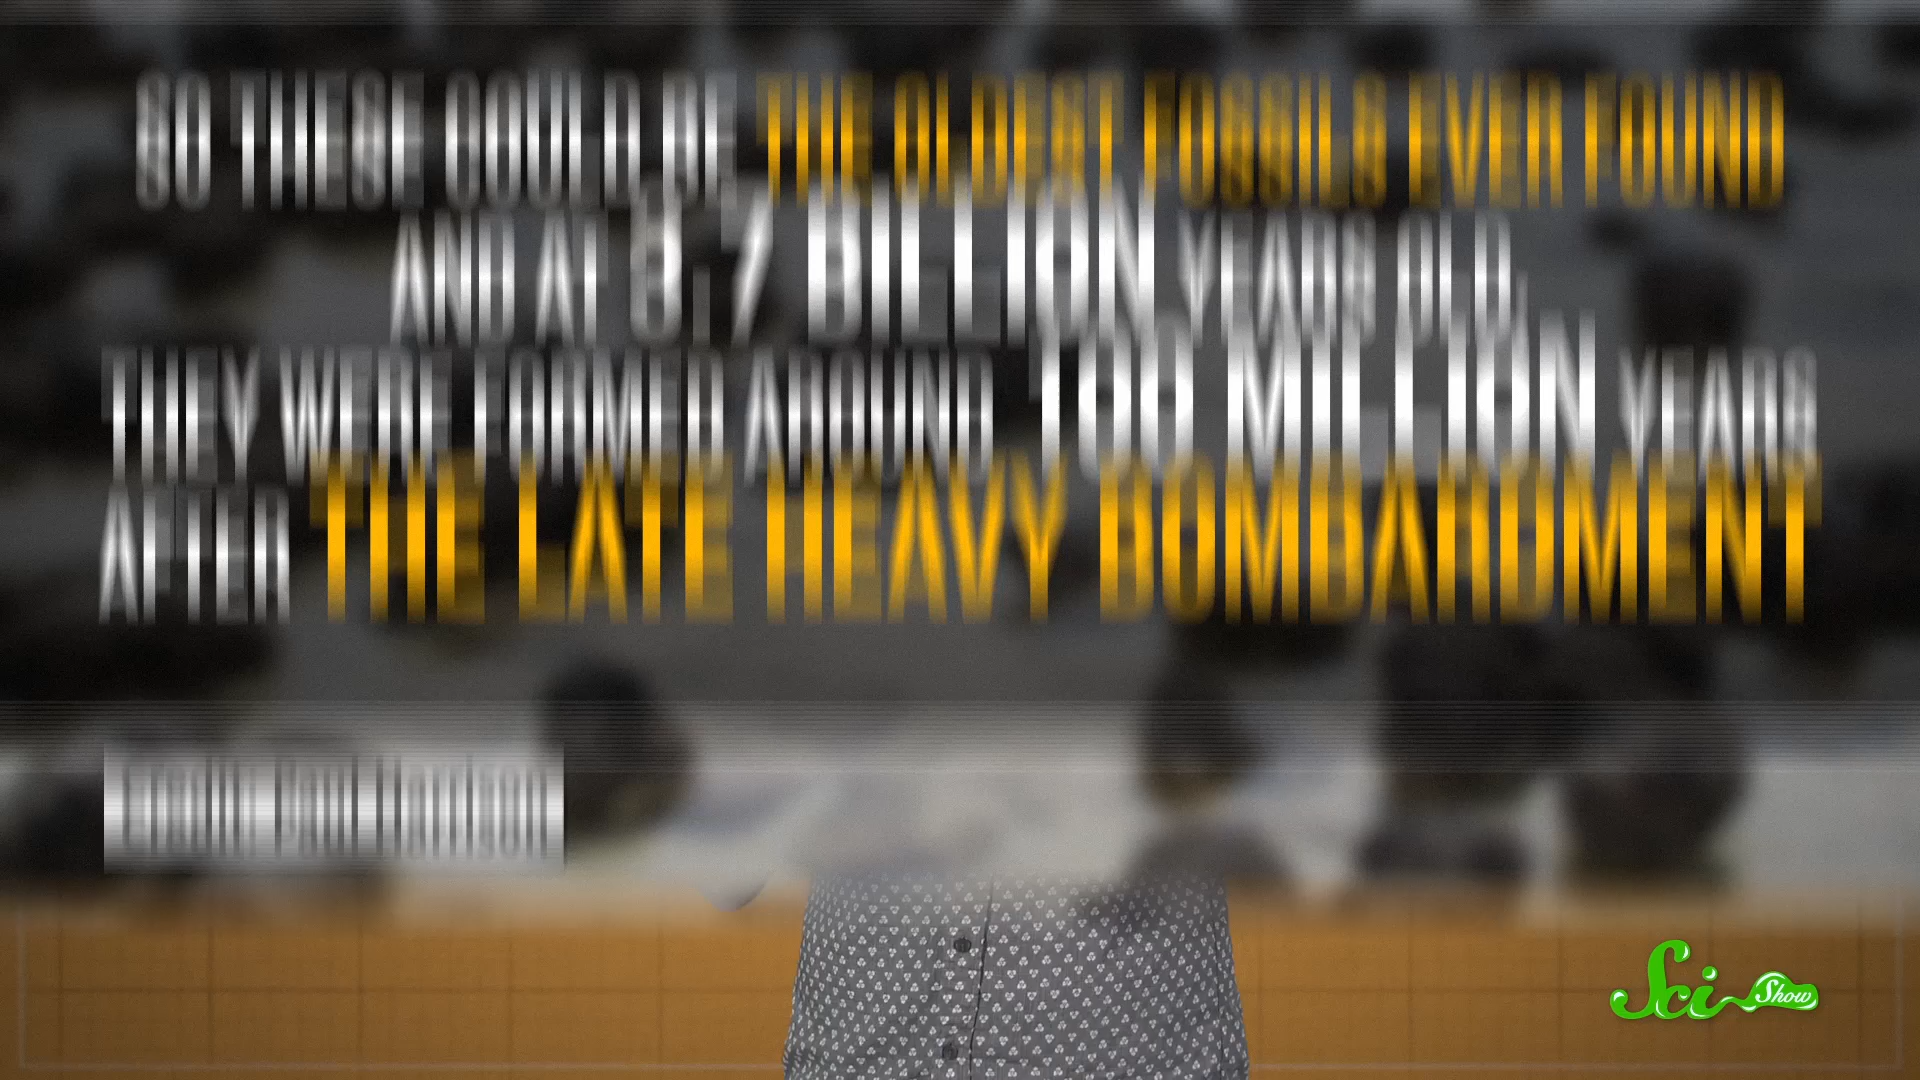 SO THESE COULD BE THE OLDEST FOSSILS EVER FOUND
AND AT 3.7 BILLION YEARS OLD,
THEY WERE FORMED AROUND 100 MILLION YEARS
AFTER THE LATE HEAVY BOMBARDMENT
SciShow